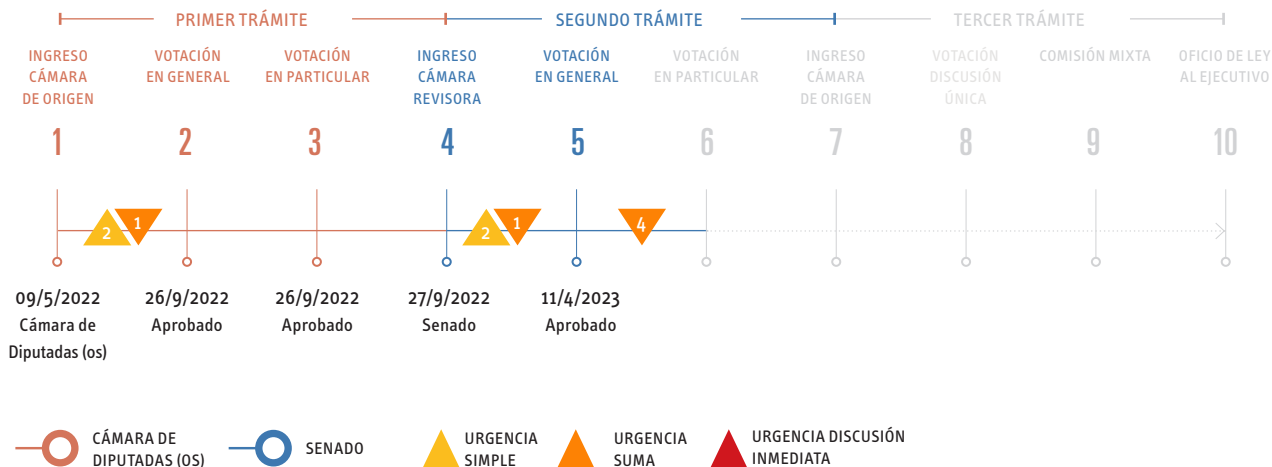 PRIMER TRÁMITE
SEGUNDO TRÁMITE
TERCER TRÁMITE
INGRESO
CÁMARA
DE ORIGEN
VOTACIÓN
EN GENERAL
VOTACIÓN
EN PARTICULAR
INGRESO
CÁMARA
REVISORA
VOTACIÓN
EN GENERAL
VOTACIÓN
EN PARTICULAR
INGRESO
CÁMARA
DE ORIGEN
VOTACIÓN
DISCUSIÓN
ÚNICA
COMISIÓN MIXTA
OFICIO DE LEY
AL EJECUTIVO
1
2
3
4
5
6
7
8
9
10
2
1
2
1
4
09/5/2022
Cámara de
Diputadas (os)
26/9/2022
Aprobado
26/9/2022
Aprobado
27/9/2022
Senado
11/4/2023
Aprobado
CÁMARA DE
DIPUTADAS (OS)
SENADO
URGENCIA
SIMPLE
URGENCIA
SUMA
URGENCIA DISCUSIÓN
INMEDIATA